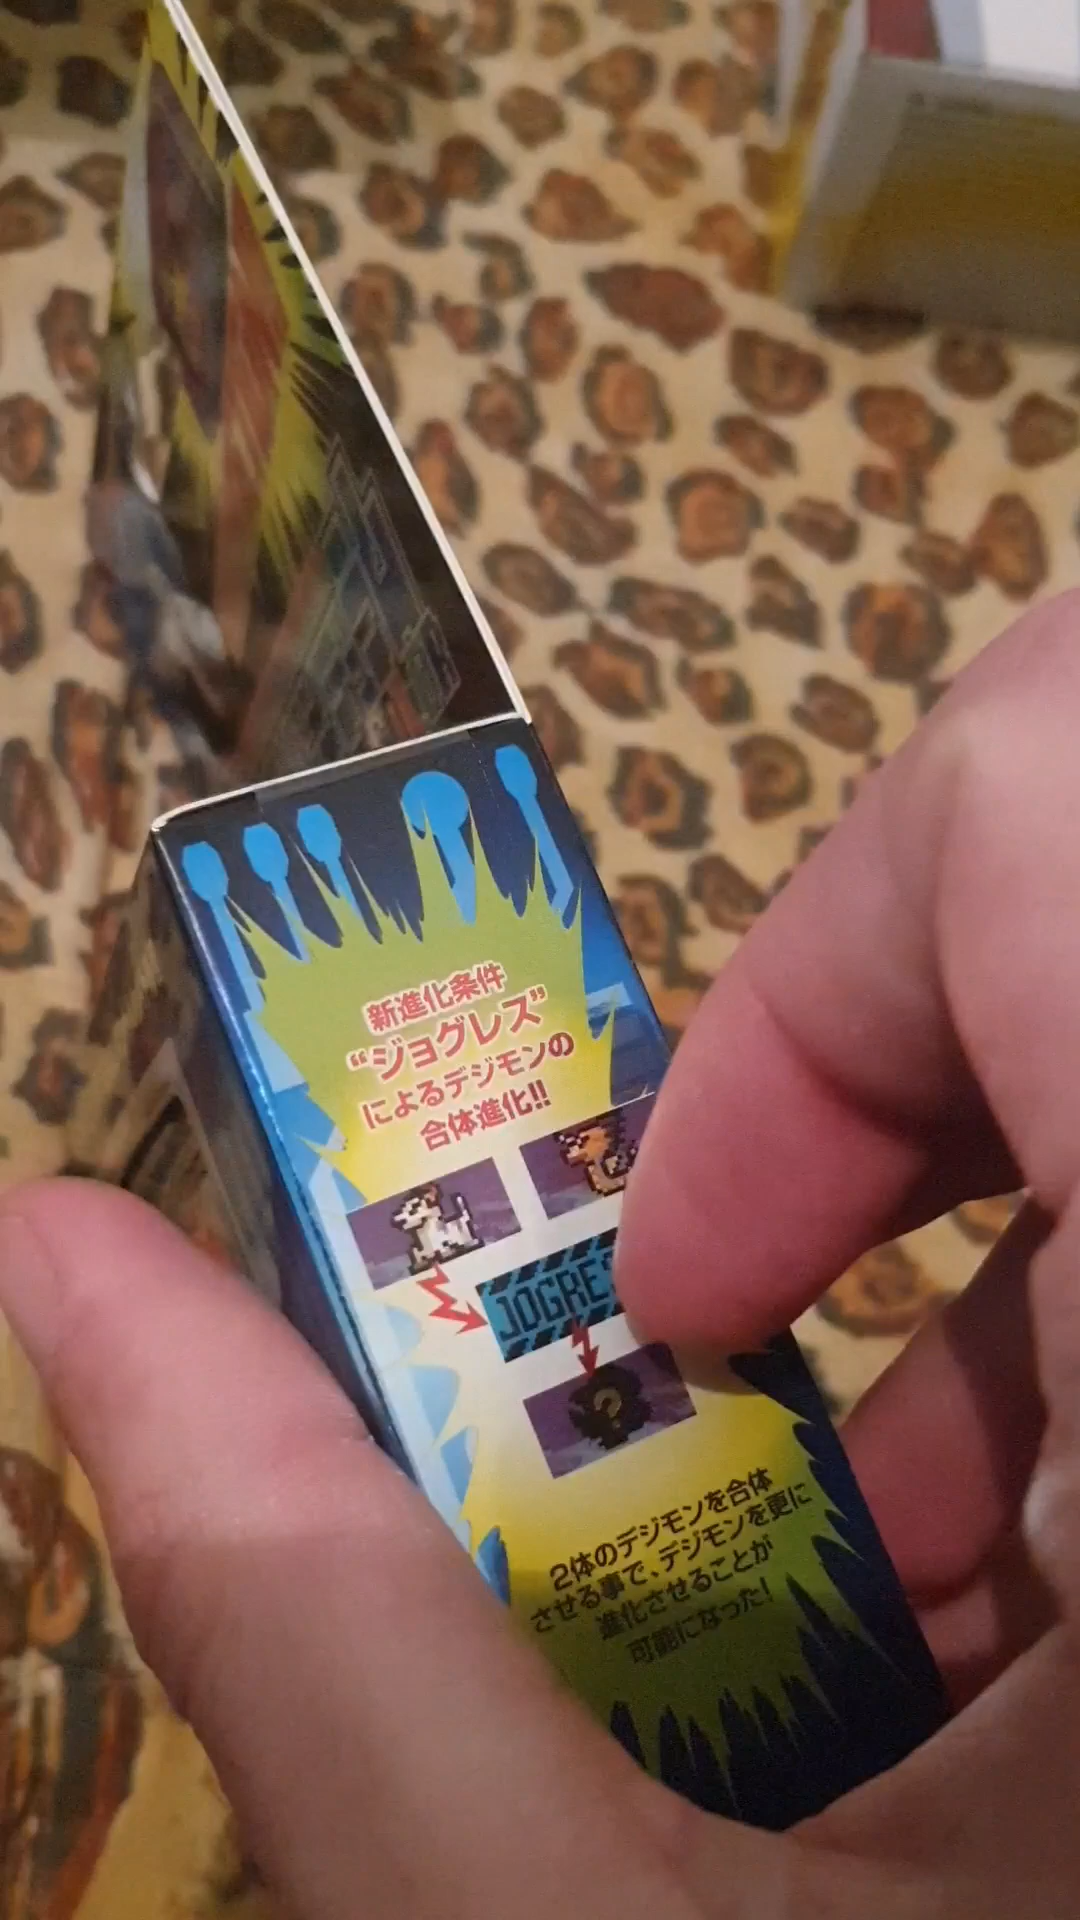 新進化条件
“ジョグレス”
によるデジモンの
合体進化!!
JOGRE
?
2体のデジモンを合体
させる事で、デジモンを更に
進化させることが
可能になった!